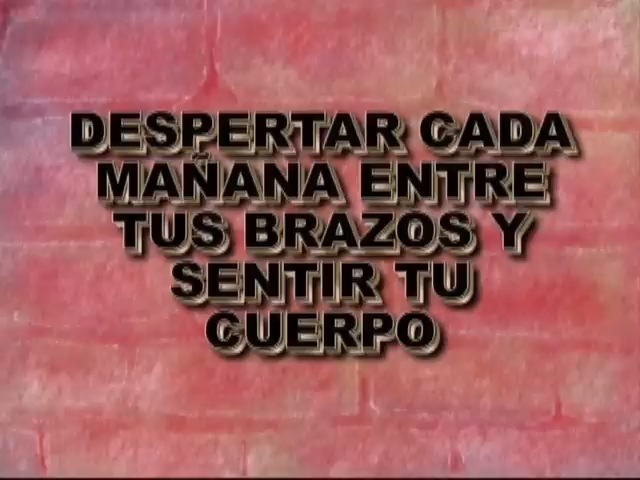 DESPERTAR CADA
MAÑANA ENTRE
TUS BRAZOS Y
SENTIR TU
CUERPO